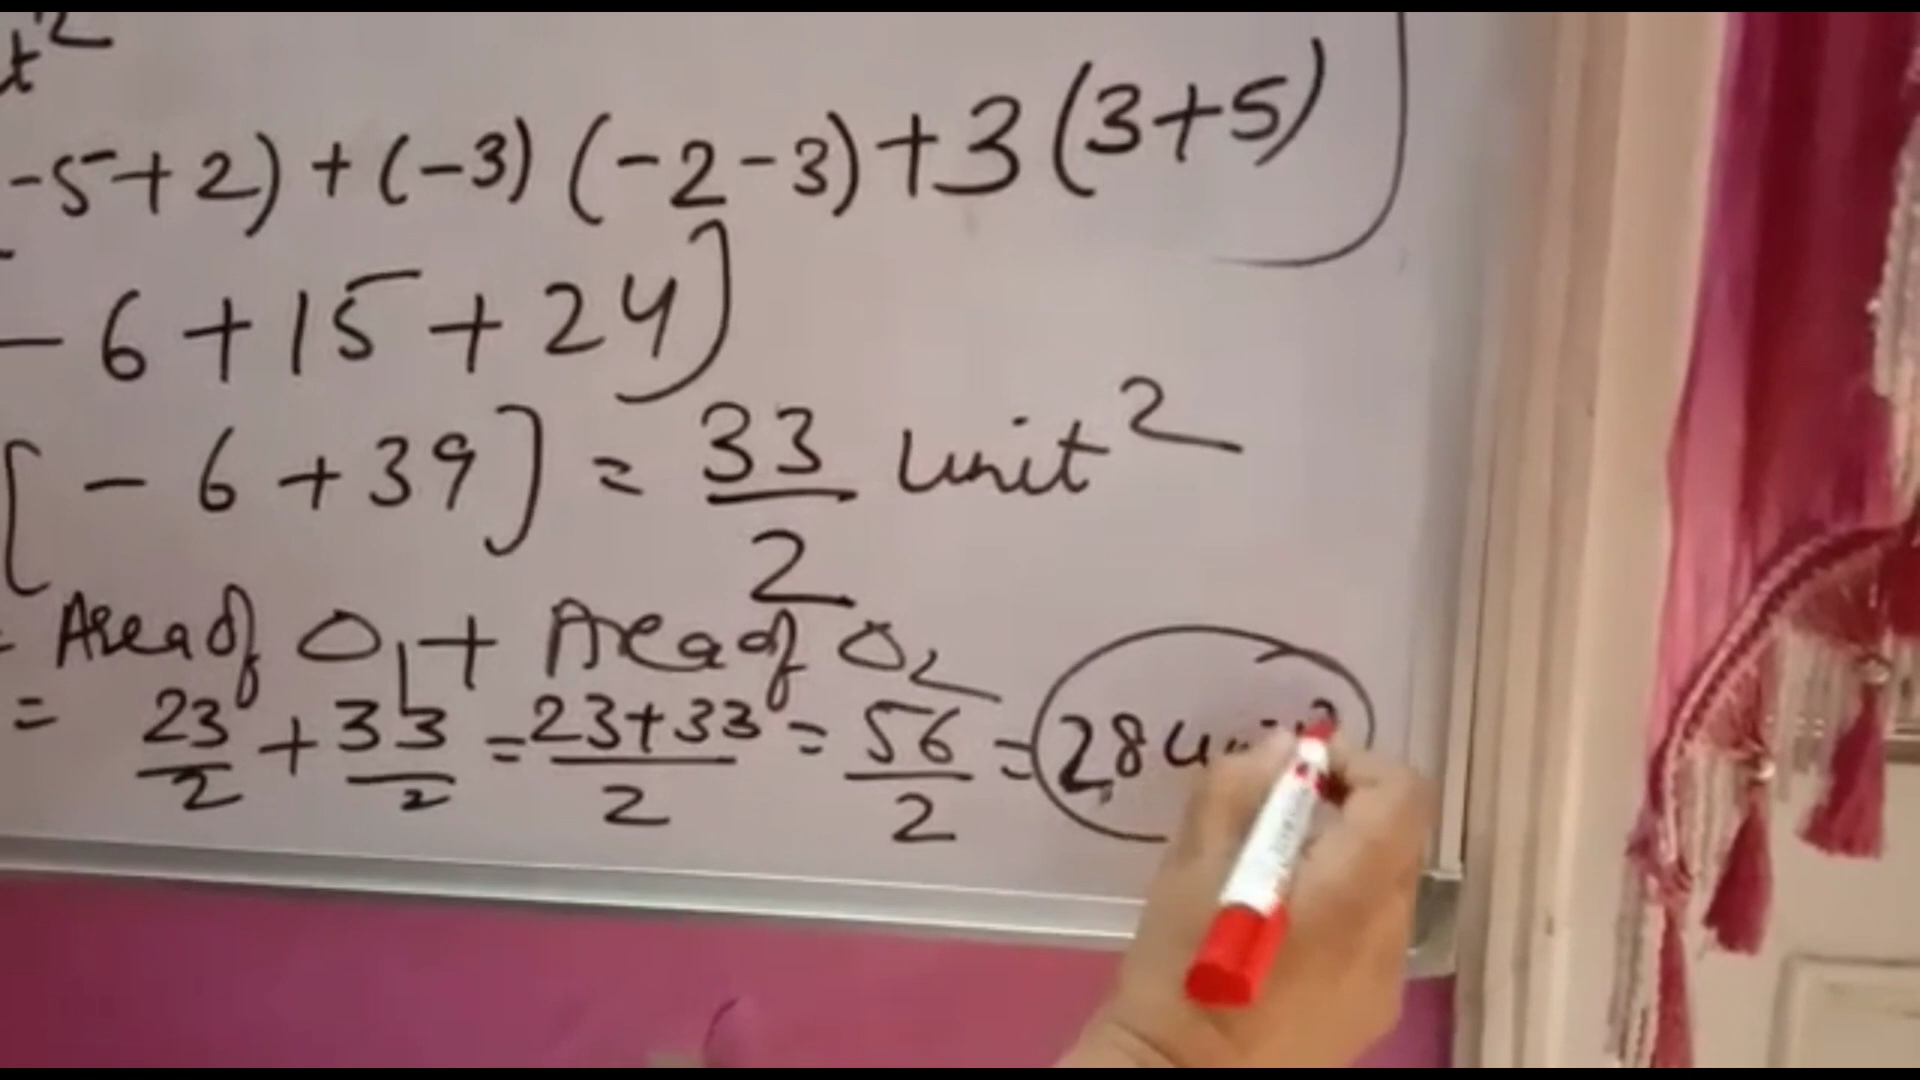 t²
-5+2) + (-3) (-2-3) + 3 (3+5)
- 6 + 15 + 24]
[ - 6 + 39 ] = 33/2 unit²
= Area of △1 + Area of △2
= 23/2 + 33/2 = 23+33/2 = 56/2 = 28